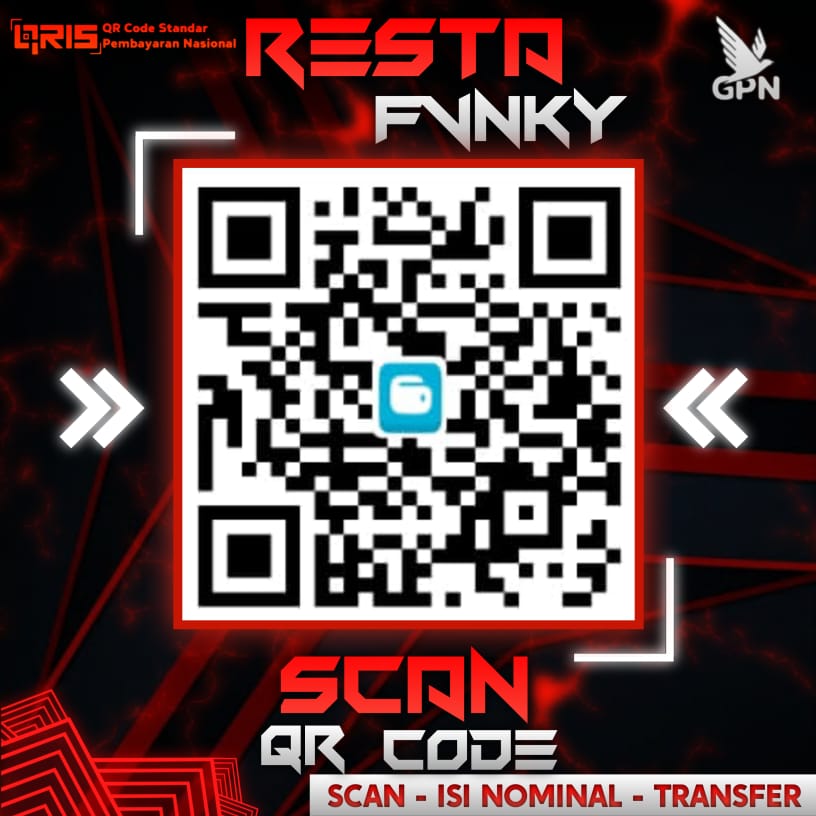 QRIS
QR Code Standar
Pembayaran Nasional
RESTA
FVNKY
GPN
SCAN
QR CODE
SCAN - ISI NOMINAL - TRANSFER